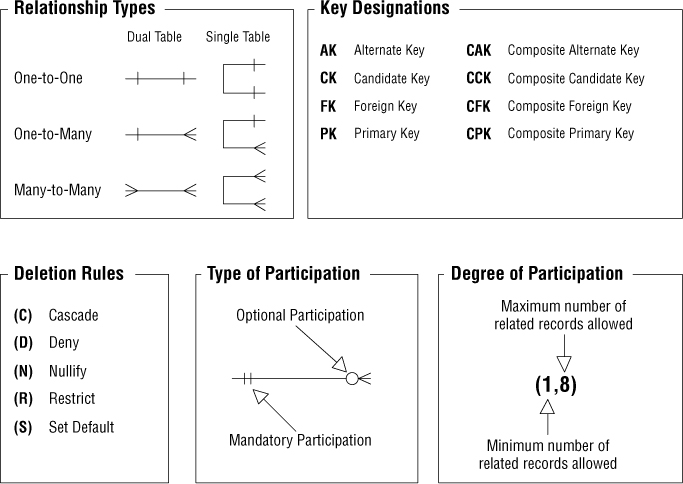 Relationship Types
Dual Table Single Table
One-to-One
One-to-Many
Many-to-Many
Key Designations
AK Alternate Key CAK Composite Alternate Key
CK Candidate Key CCK Composite Candidate Key
FK Foreign Key CFK Composite Foreign Key
PK Primary Key CPK Composite Primary Key
Deletion Rules
(C) Cascade
(D) Deny
(N) Nullify
(R) Restrict
(S) Set Default
Type of Participation
Optional Participation
Mandatory Participation
Degree of Participation
Maximum number of
related records allowed
(1,8)
Minimum number of
related records allowed